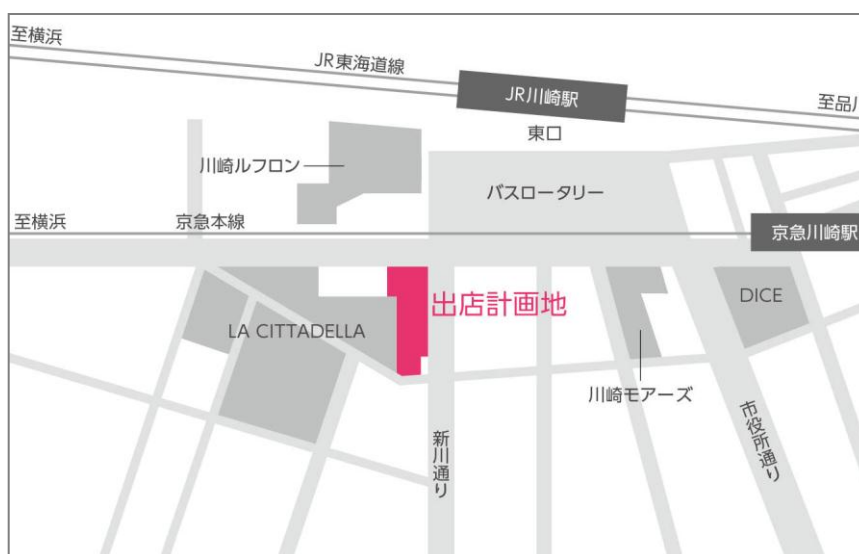 至横浜
JR東海道線
JR川崎駅
至品川
東口
川崎ルフロン
バスロータリー
至横浜
京急本線
京急川崎駅
出店計画地
DICE
LA CITTADELLA
川崎モアーズ
新川通り
市役所通り